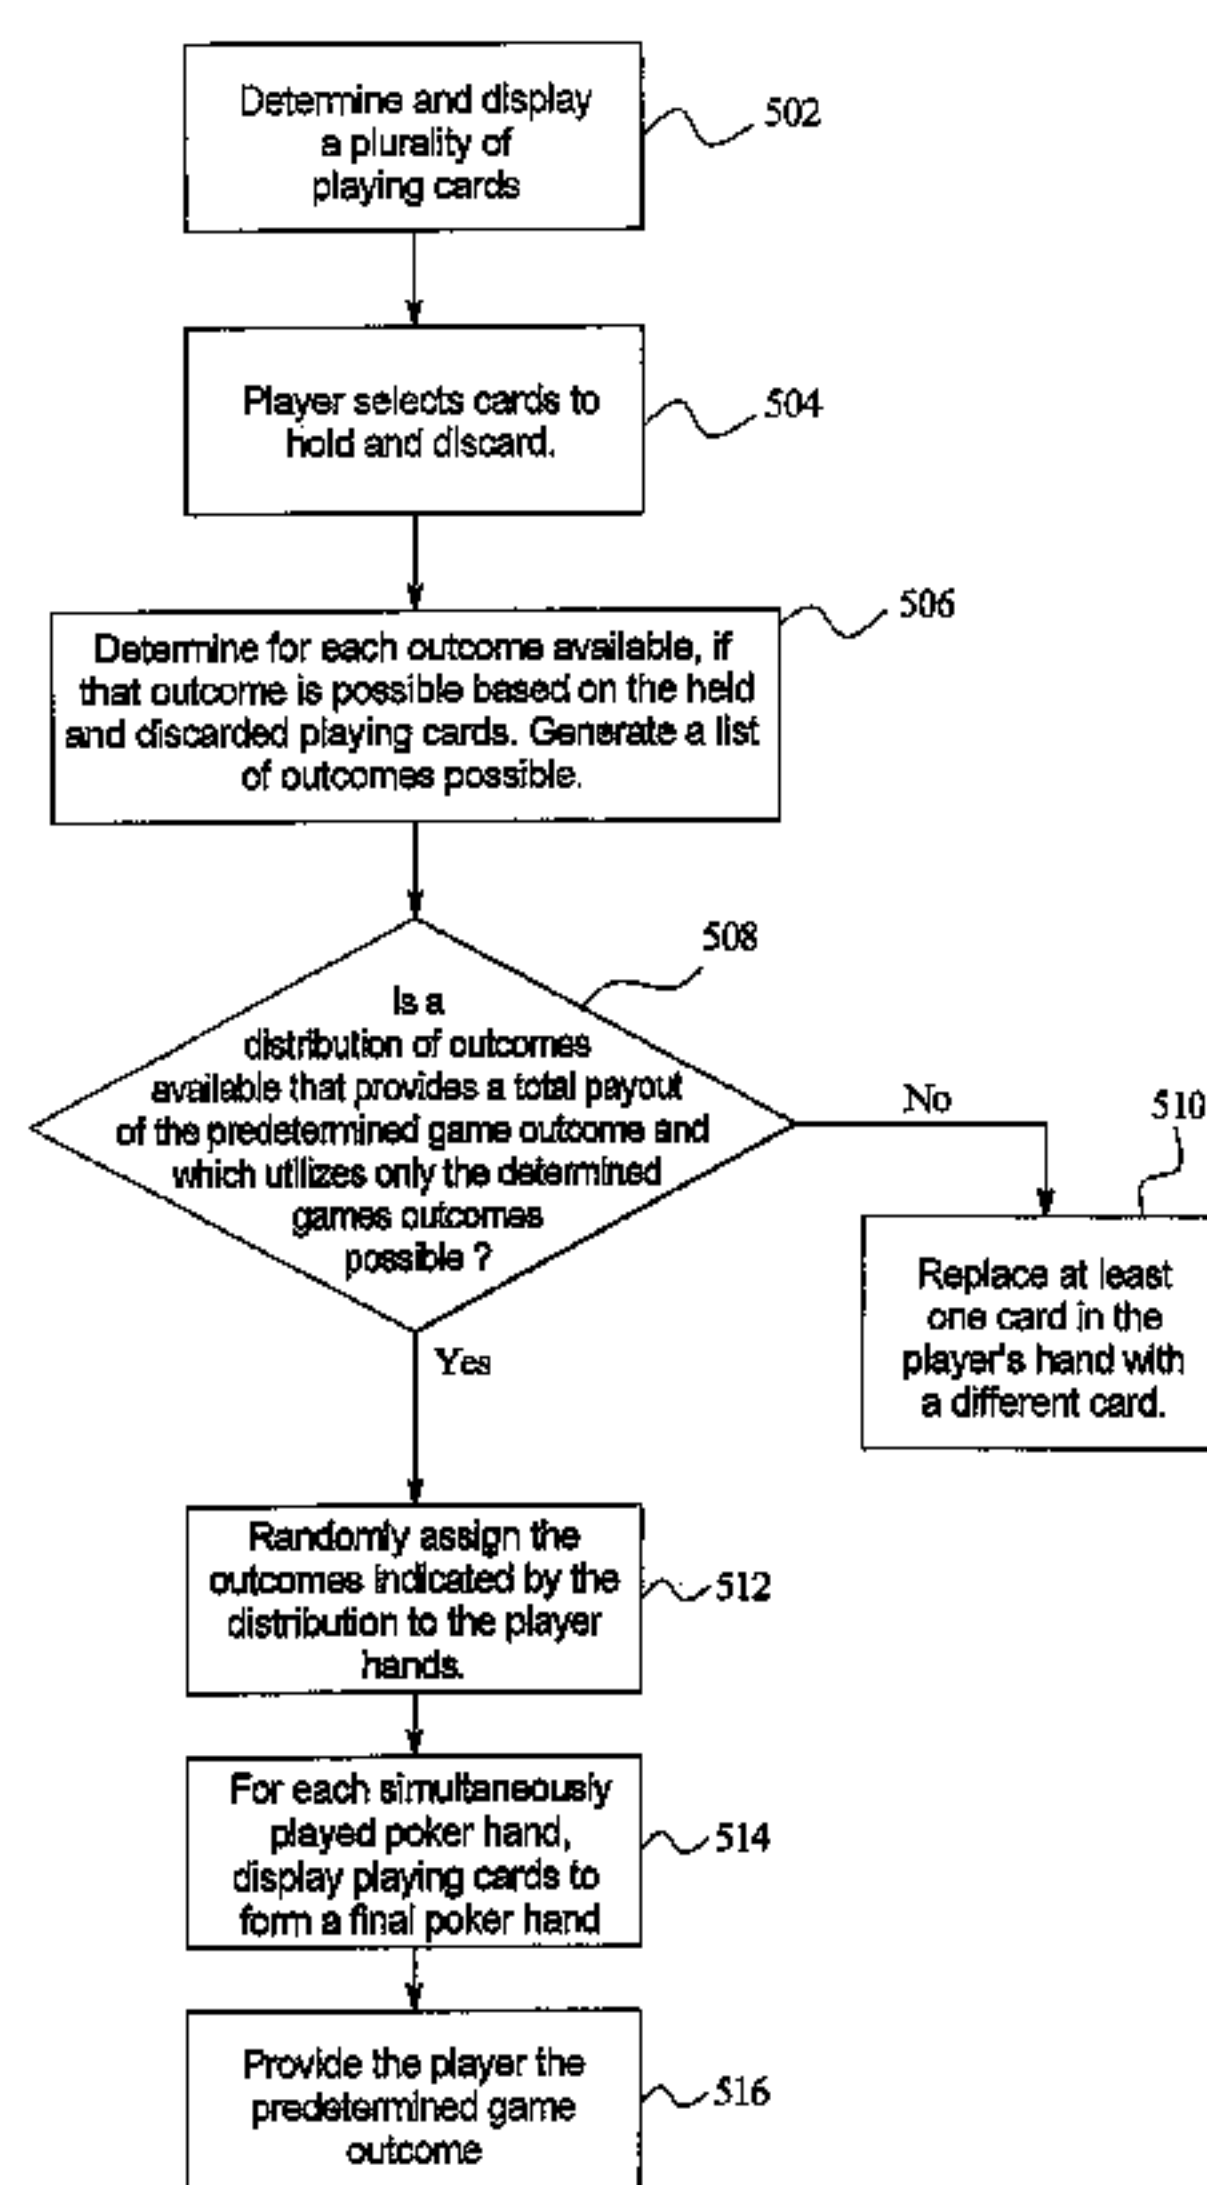 Determine and display
a plurality of
playing cards
502
Player selects cards to
hold and discard.
504
506
Determine for each outcome available, if
that outcome is possible based on the held
and discarded playing cards. Generate a list
of outcomes possible.
508
Is a
distribution of outcomes
available that provides a total payout
of the predetermined game outcome and
which utilizes only the determined
games outcomes
possible ?
No
510
Replace at least
one card in the
player's hand with
a different card.
Yes
Randomly assign the
outcomes indicated by the
distribution to the player
hands.
512
For each simultaneously
played poker hand,
display playing cards to
form a final poker hand
514
Provide the player the
predetermined game
outcome
516